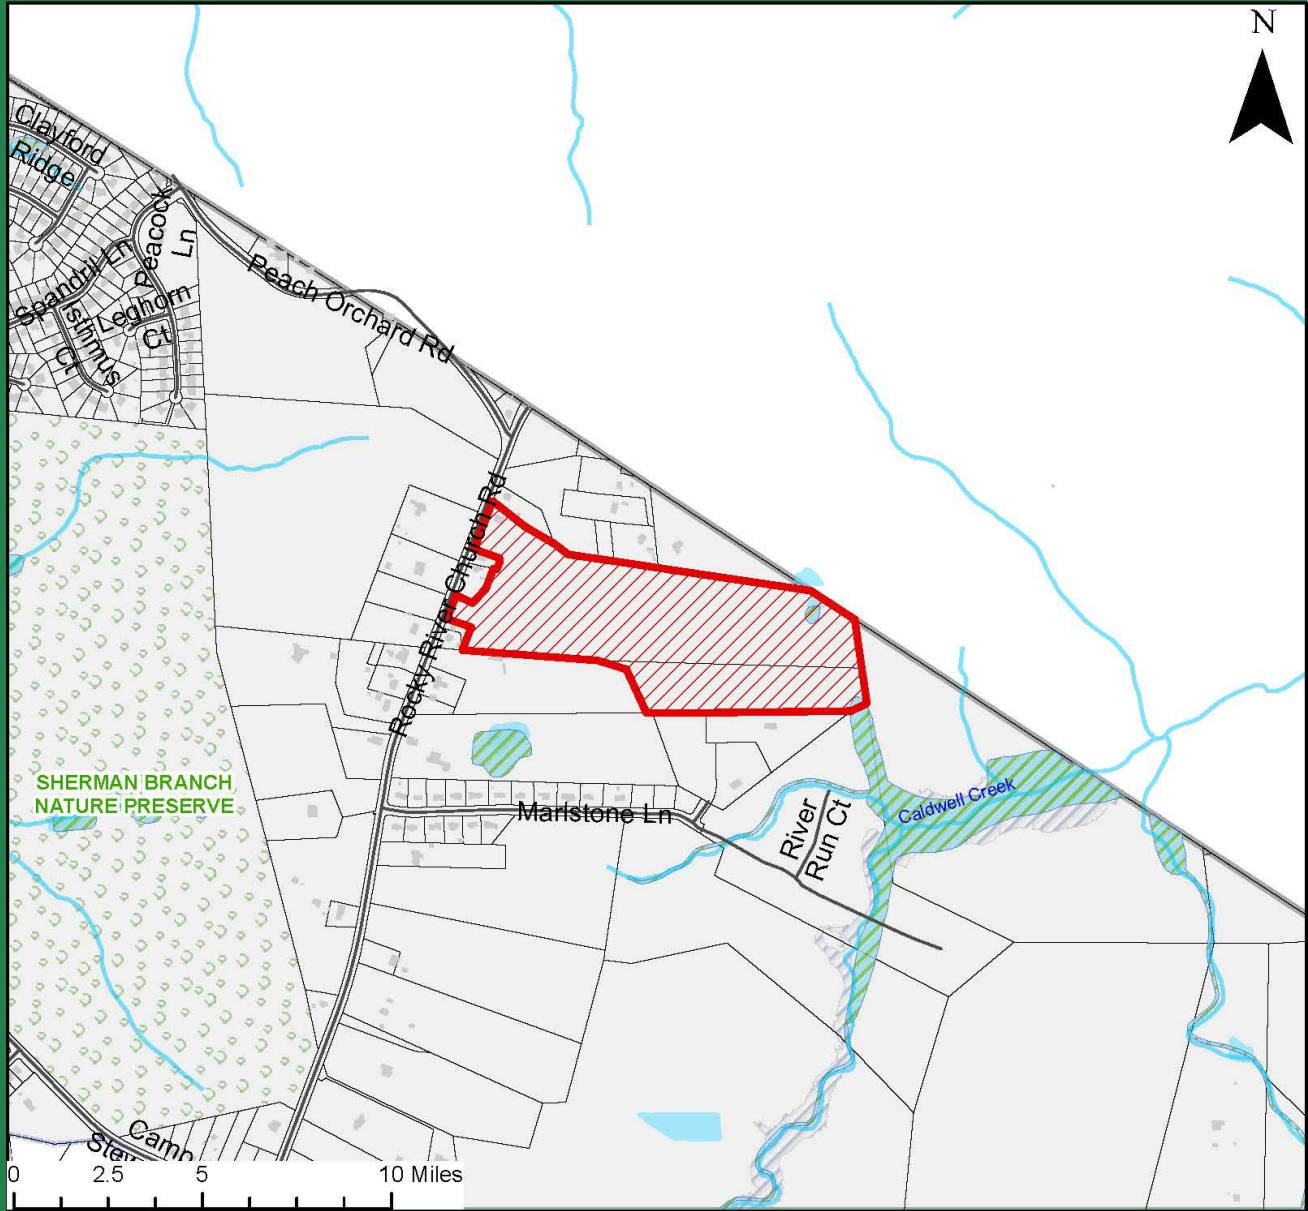 N
Clayford
Ridge
Peacock
Ln
Spandril Ln
Leghorn
Ct
Isthmus
Ct
Peach Orchard Rd
Rocky River Church Rd
SHERMAN BRANCH
NATURE PRESERVE
Marlstone Ln
River
Run Ct
Caldwell Creek
Camp
Stew
0 2.5 5 10 Miles